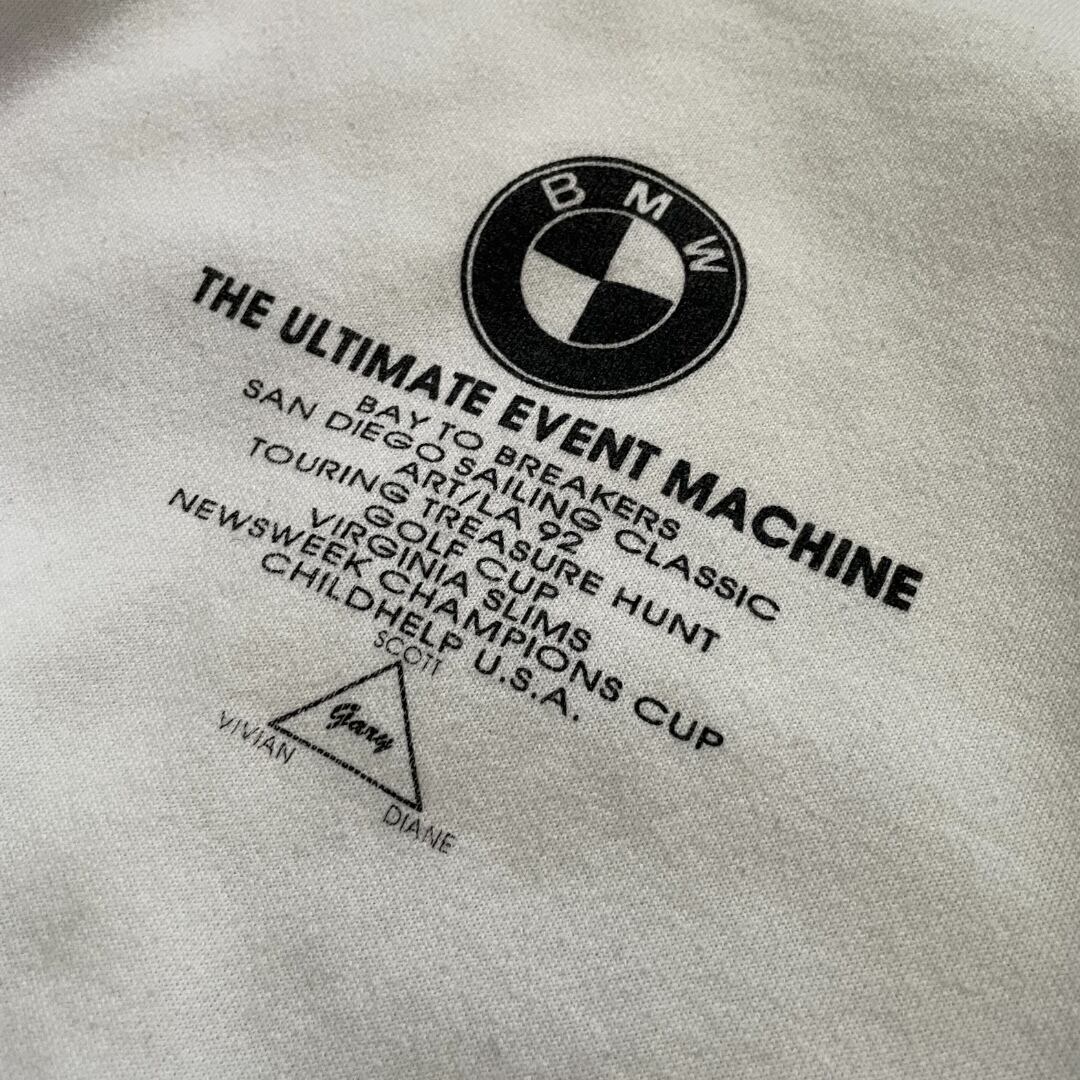 BMW
THE ULTIMATE EVENT MACHINE
BAY TO BREAKERS
SAN DIEGO SAILING CLASSIC
ART/LA 92
TOURING TREASURE HUNT
GOLF CUP
VIRGINIA SLIMS
NEWSWEEK CHAMPIONS CUP
CHILDHELP U.S.A.
SCOTT
Gary
VIVIAN
DIANE